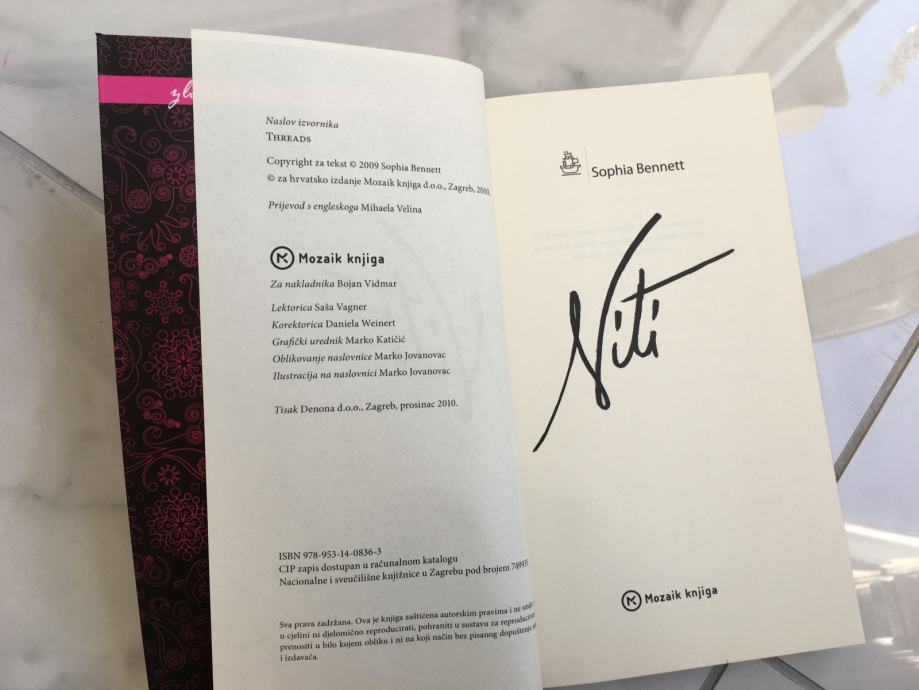 Naslov izvornika
THREADS
Copyright za tekst © 2009 Sophia Bennett
© za hrvatsko izdanje Mozaik knjiga d.o.o., Zagreb, 2010.
Prijevod s engleskoga Mihaela Velina
Mozaik knjiga
Za nakladnika Bojan Vidmar
Lektorica Saša Vagner
Korektorica Daniela Weinert
Grafički urednik Marko Katičić
Oblikovanje naslovnice Marko Jovanovac
Ilustracija na naslovnici Marko Jovanovac
Tisak Denona d.o.o., Zagreb, prosinac 2010.
ISBN 978-953-14-0836-3
CIP zapis dostupan u računalnom katalogu
Nacionalne i sveučilišne knjižnice u Zagrebu pod brojem
Sva prava zadržana. Ova je knjiga zaštićena autorskim pravima i ne
u cjelini ni djelomično reproducirati, pohraniti u sustavu za
prenositi u bilo kojem obliku i ni na koji način bez pisanog dopuštenja
i izdavača.
Sophia Bennett
Niti
Mozaik knjiga